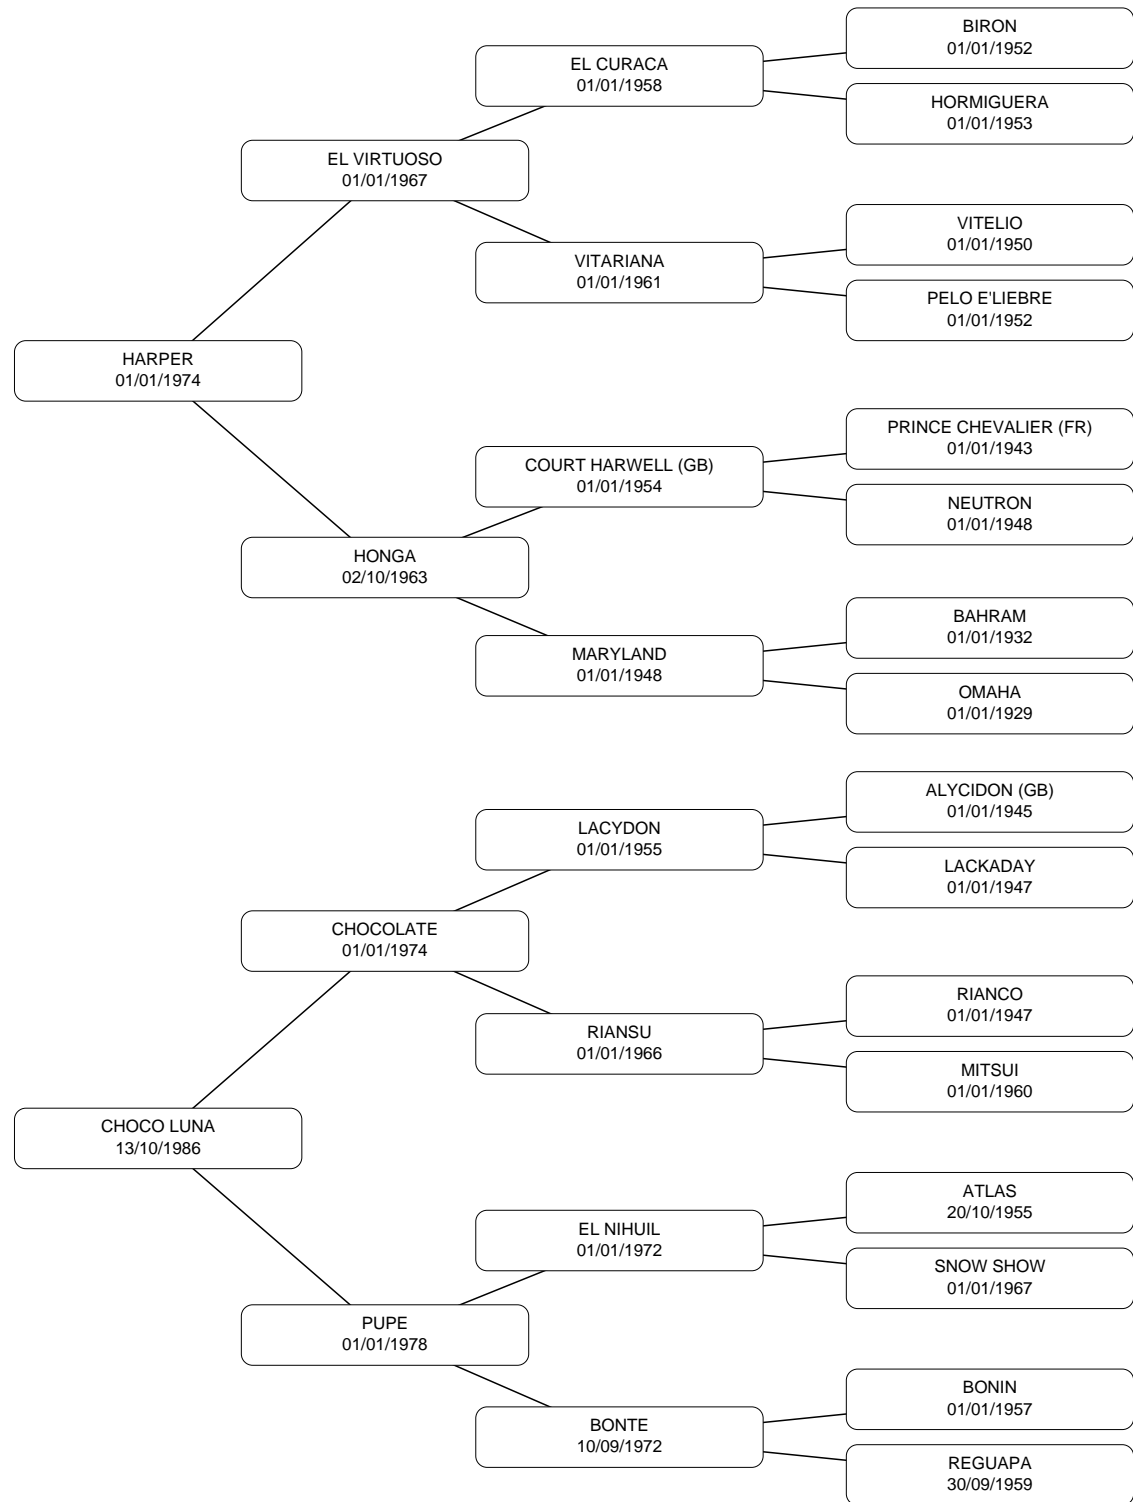 BIRON
01/01/1952
EL CURACA
01/01/1958
HORMIGUERA
01/01/1953
EL VIRTUOSO
01/01/1967
VITELIO
01/01/1950
VITARIANA
01/01/1961
PELO E'LIEBRE
01/01/1952
HARPER
01/01/1974
PRINCE CHEVALIER (FR)
01/01/1943
COURT HARWELL (GB)
01/01/1954
NEUTRON
01/01/1948
HONGA
02/10/1963
BAHRAM
01/01/1932
MARYLAND
01/01/1948
OMAHA
01/01/1929
ALYCIDON (GB)
01/01/1945
LACYDON
01/01/1955
LACKADAY
01/01/1947
CHOCOLATE
01/01/1974
RIANCO
01/01/1947
RIANSU
01/01/1966
MITSUI
01/01/1960
CHOCO LUNA
13/10/1986
ATLAS
20/10/1955
EL NIHUIL
01/01/1972
SNOW SHOW
01/01/1967
PUPE
01/01/1978
BONIN
01/01/1957
BONTE
10/09/1972
REGUAPA
30/09/1959